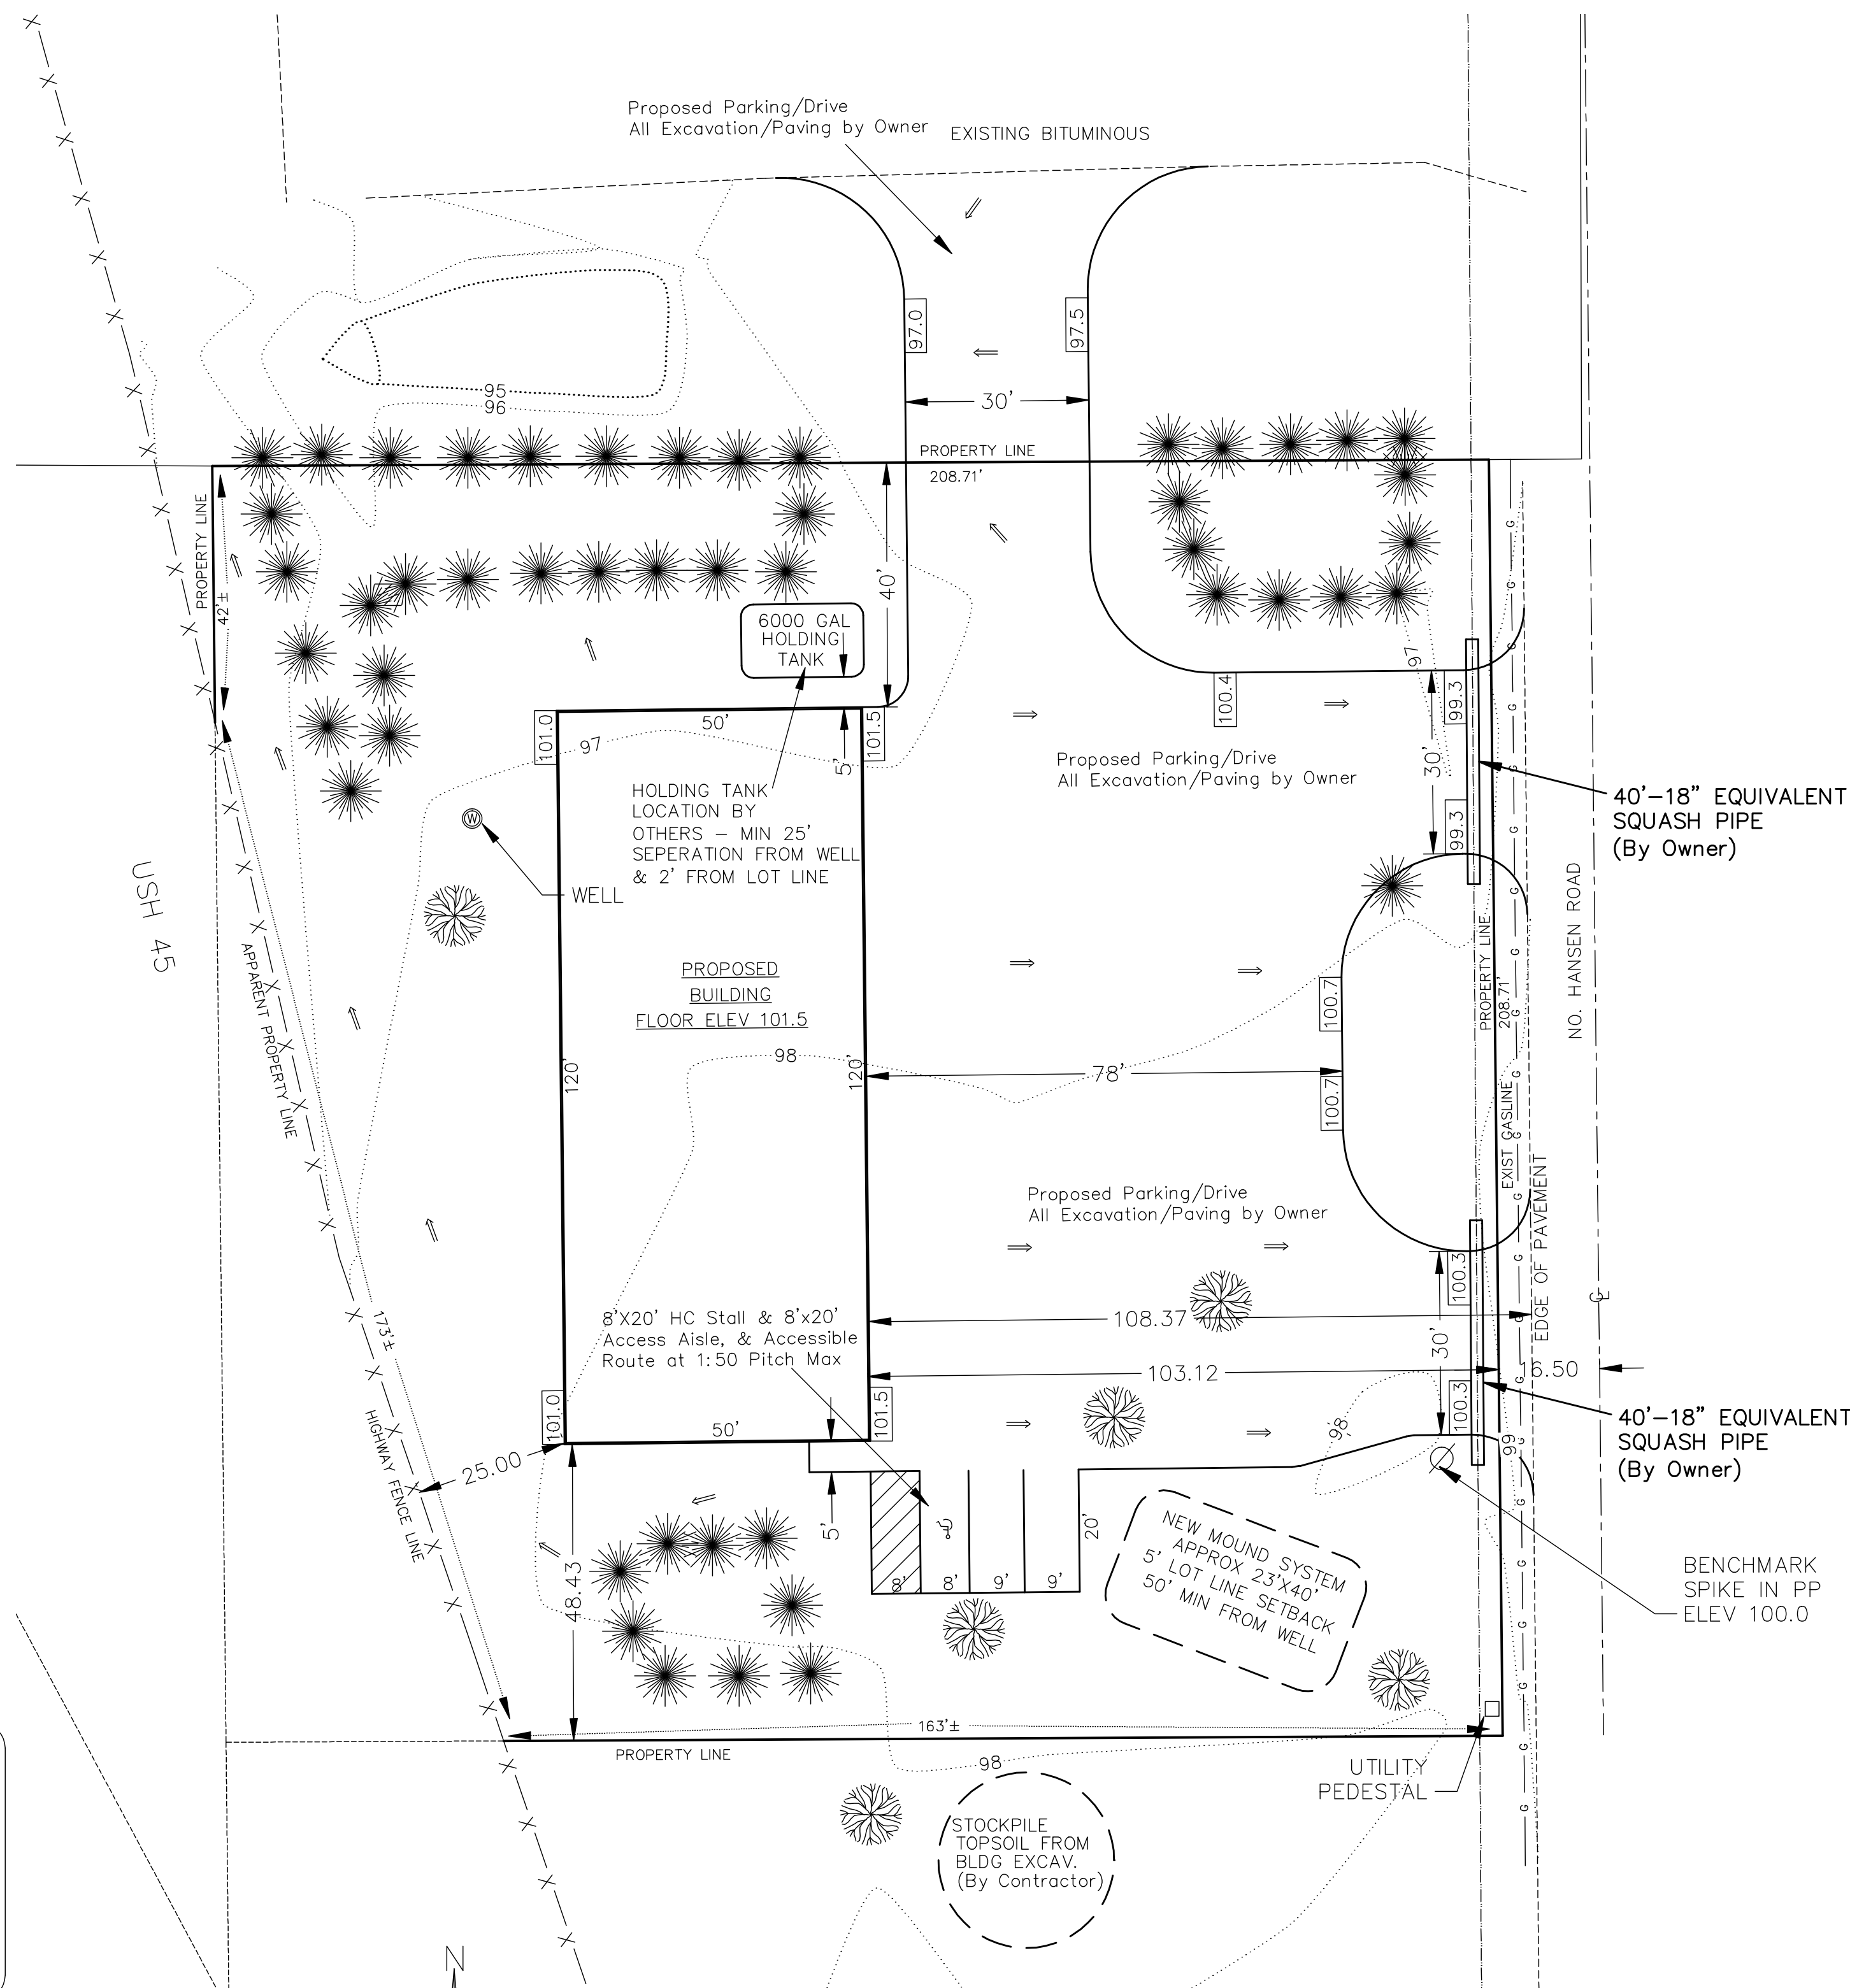 Proposed Parking/Drive
All Excavation/Paving by Owner
EXISTING BITUMINOUS
97.0
97.5
30'
95
96
PROPERTY LINE
208.71'
PROPERTY LINE
42'±
40'
6000 GAL
HOLDING
TANK
97
101.0
50'
101.5
100.4
99.3
97
5'
30'
Proposed Parking/Drive
All Excavation/Paving by Owner
99.3
40'-18" EQUIVALENT
SQUASH PIPE
(By Owner)
HOLDING TANK
LOCATION BY
OTHERS – MIN 25'
SEPERATION FROM WELL
& 2' FROM LOT LINE
W
WELL
USH 45
APPARENT PROPERTY LINE
NO. HANSEN ROAD
PROPERTY LINE
208.71'
PROPOSED
BUILDING
FLOOR ELEV 101.5
100.7
98
120'
120'
78'
100.7
EXIST GASLINE
EDGE OF PAVEMENT
Proposed Parking/Drive
All Excavation/Paving by Owner
100.3
173'±
8'X20' HC Stall & 8'x20'
Access Aisle, & Accessible
Route at 1:50 Pitch Max
108.37
30'
103.12
16.50
101.0
50'
101.5
100.3
98
99
40'-18" EQUIVALENT
SQUASH PIPE
(By Owner)
HIGHWAY FENCE LINE
25.00
48.43
5'
20'
8'
8'
9'
9'
NEW MOUND SYSTEM
APPROX 23'X40'
5' LOT LINE SETBACK
50' MIN FROM WELL
BENCHMARK
SPIKE IN PP
ELEV 100.0
163'±
PROPERTY LINE
98
UTILITY
PEDESTAL
STOCKPILE
TOPSOIL FROM
BLDG EXCAV.
(By Contractor)
N